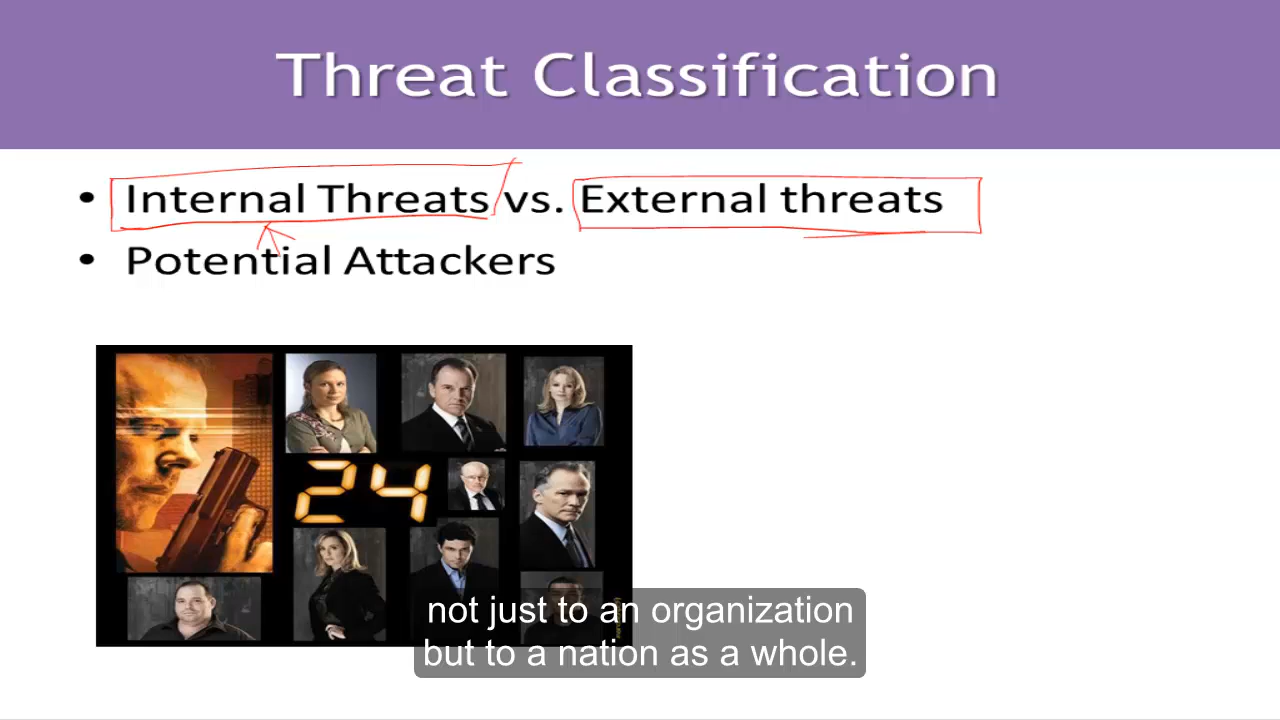 Threat Classification
• Internal Threats vs. External threats
• Potential Attackers
24
not just to an organization
but to a nation as a whole.